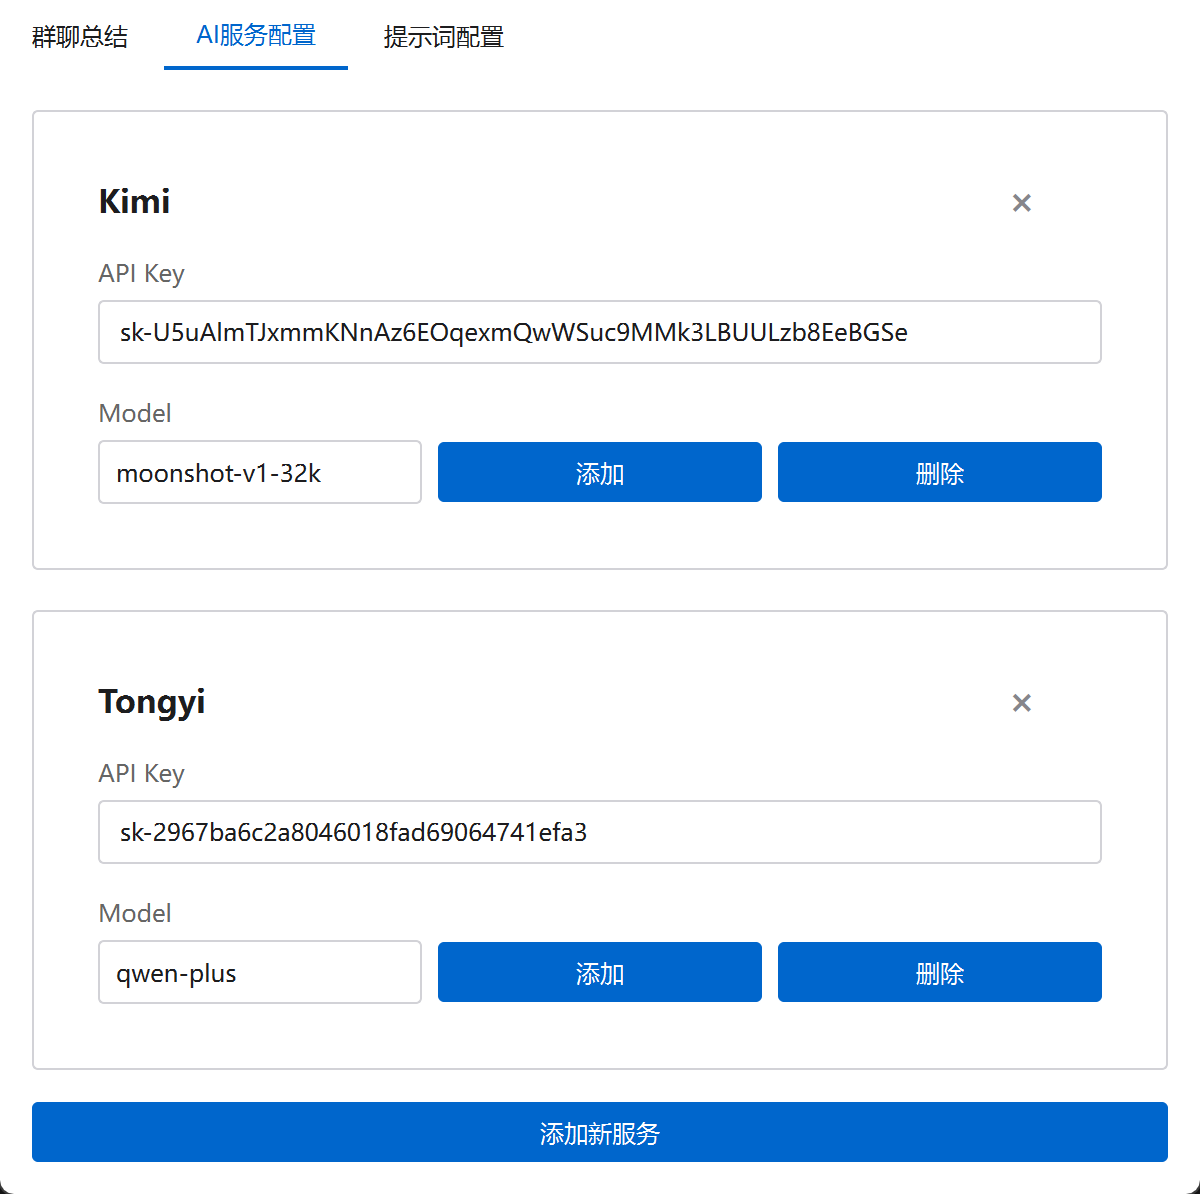 群聊总结 AI服务配置 提示词配置
Kimi
API Key
sk-U5uAlmTJxmmKNnAz6EOqexmQwWSuc9MMk3LBUULzb8EeBGSe
Model
moonshot-v1-32k 添加 删除
Tongyi
API Key
sk-2967ba6c2a8046018fad69064741efa3
Model
qwen-plus 添加 删除
添加新服务